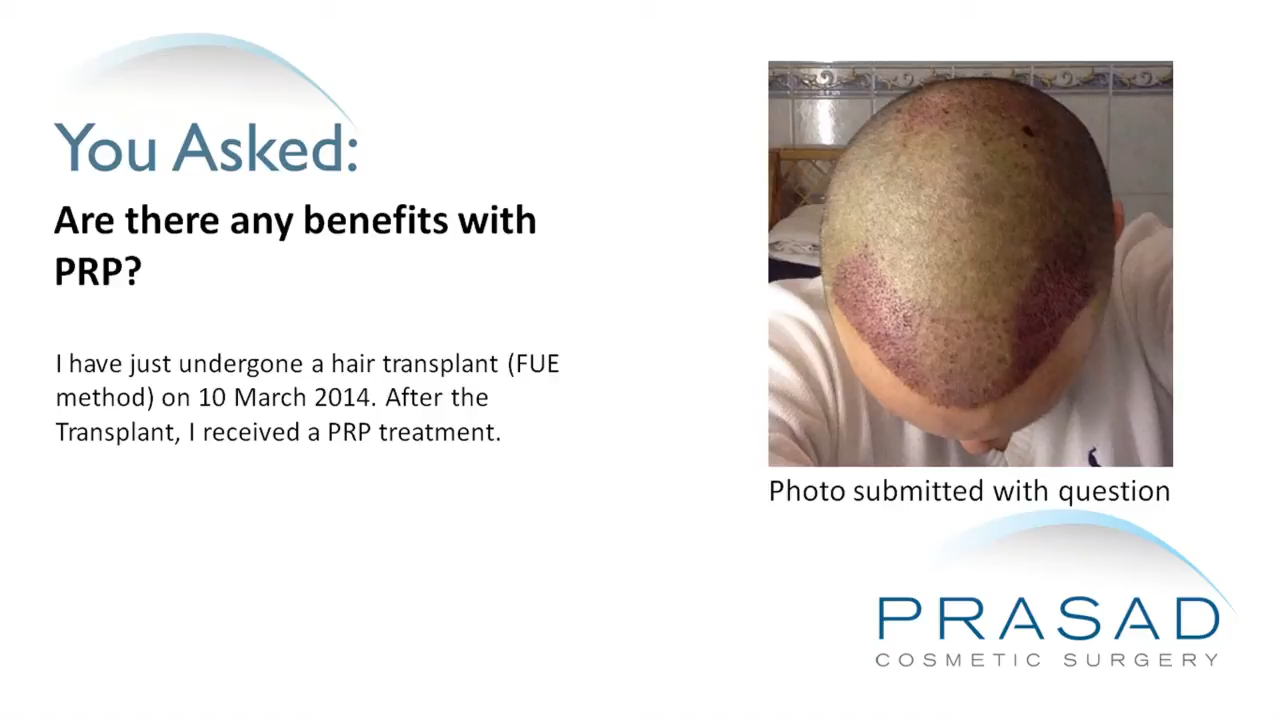 You Asked:
Are there any benefits with
PRP?
I have just undergone a hair transplant (FUE
method) on 10 March 2014. After the
Transplant, I received a PRP treatment.
Photo submitted with question
PRASAD
COSMETIC SURGERY